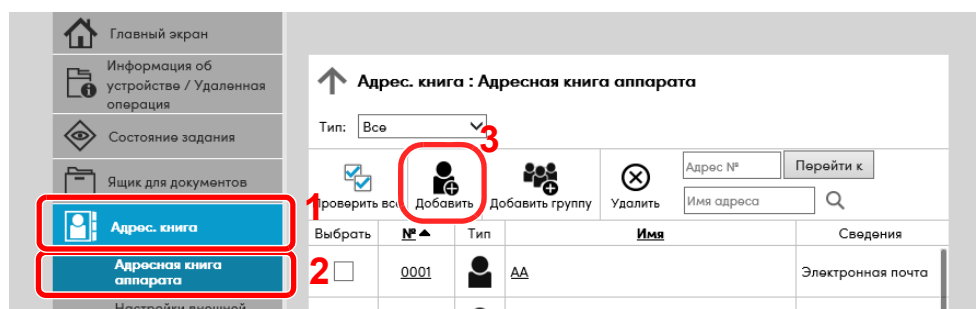 Главный экран
Информация об
устройстве / Удаленная
операция
Состояние задания
Ящик для документов
1
Адрес. книга
2
Адресная книга
аппарата
Настройки внешней
Адрес. книга : Адресная книга аппарата
Тип: Все
3
Проверить все Добавить Добавить группу Удалить
Адрес № Перейти к
Имя адреса
Выбрать № Тип Имя Сведения
0001 AA Электронная почта